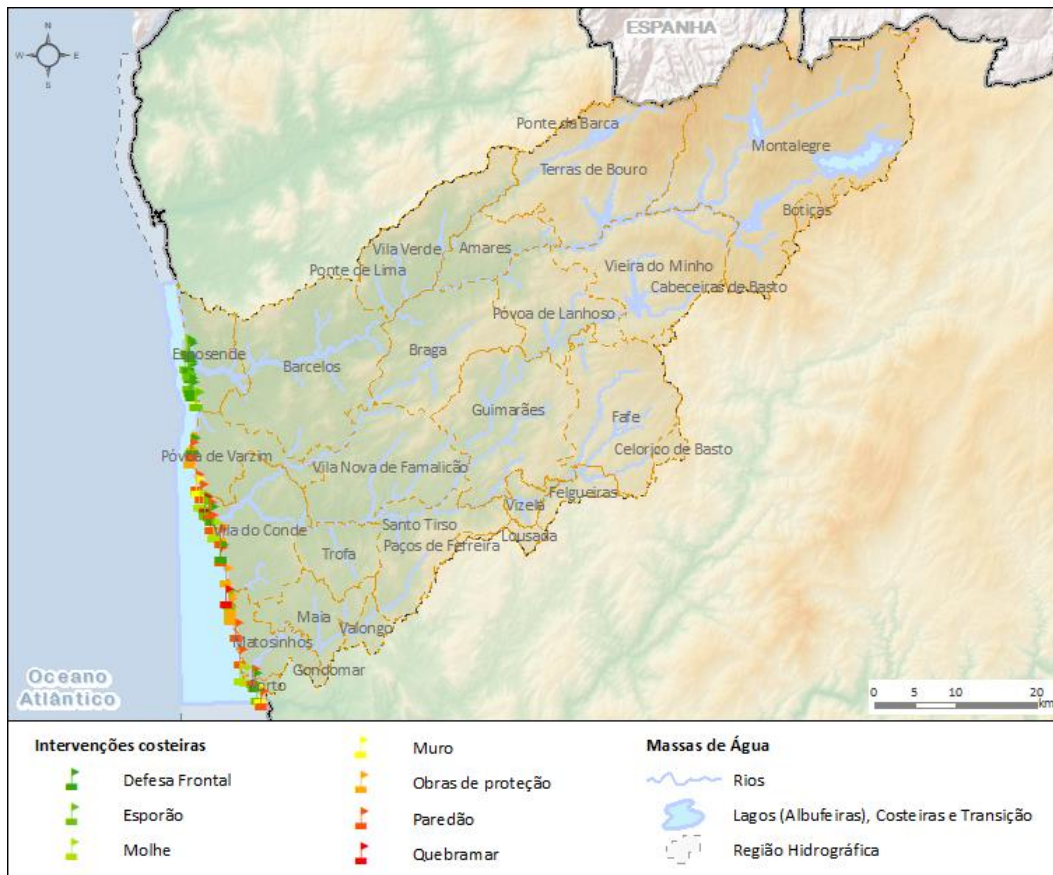 N
W E
S
ESPANHA
Ponte da Barca
Montalegre
Terras de Bouro
Botiças
Vila Verde
Amares
Ponte de Lima
Vieira do Minho
Cabeceiras de Basto
Póvoa de Lanhoso
Braga
Esposende
Barcelos
Guimarães
Fafe
Celorico de Basto
Póvoa de Varzim
Vila Nova de Famalicão
Felgueiras
Vizela
Santo Tirso
Vila do Conde
Lousada
Paços de Ferreira
Trofa
Maia
Valongo
Matosinhos
Gondomar
Porto
Oceano
Atlântico
0 5 10 20
km
Intervenções costeiras
Defesa Frontal
Esporão
Molhe
Muro
Obras de proteção
Paredão
Quebramar
Massas de Água
Rios
Lagos (Albufeiras), Costeiras e Transição
Região Hidrográfica